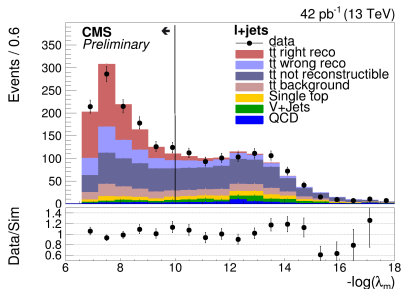 42 pb⁻¹ (13 TeV)
CMS
Preliminary
←
l+jets
data
tt right reco
tt wrong reco
tt not reconstructible
tt background
Single top
V+Jets
QCD
Events / 0.6
350
300
250
200
150
100
50
0
Data/Sim
1.4
1.2
1
0.8
0.6
6 8 10 12 14 16 18
-log(λₘ)